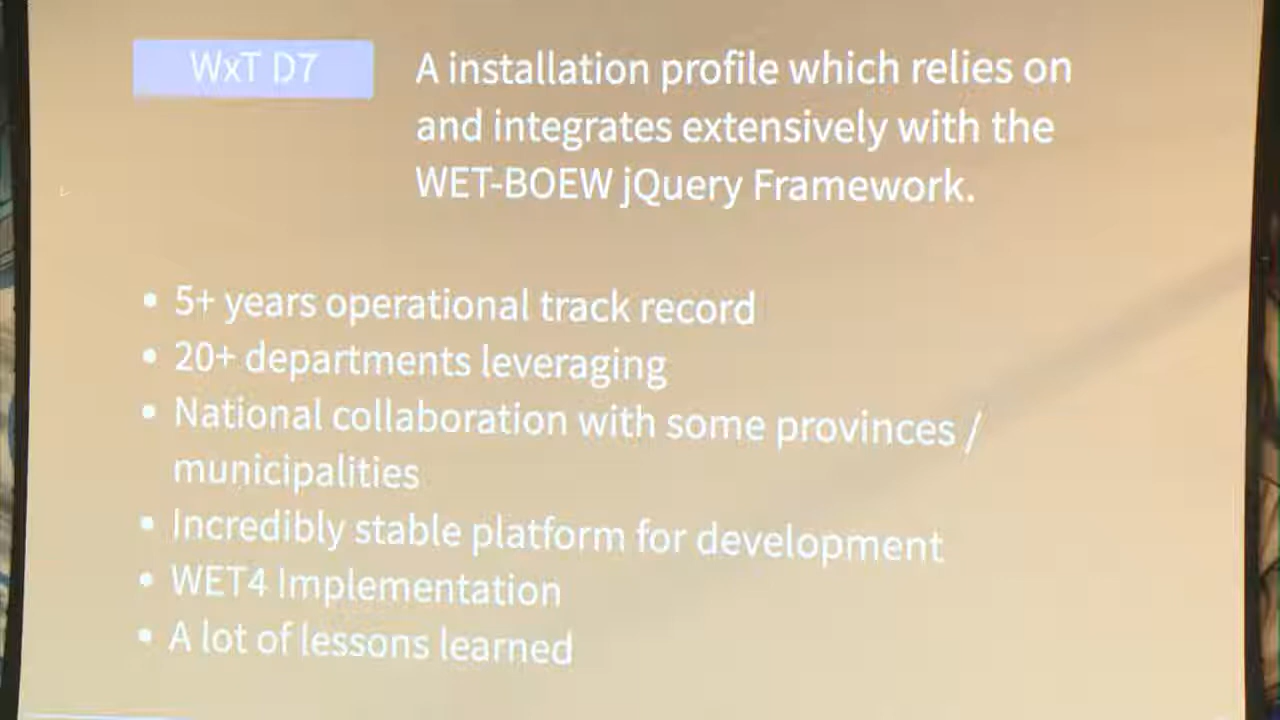 WxT D7
A installation profile which relies on
and integrates extensively with the
WET-BOEW jQuery Framework.
• 5+ years operational track record
• 20+ departments leveraging
• National collaboration with some provinces /
municipalities
• Incredibly stable platform for development
• WET4 Implementation
• A lot of lessons learned